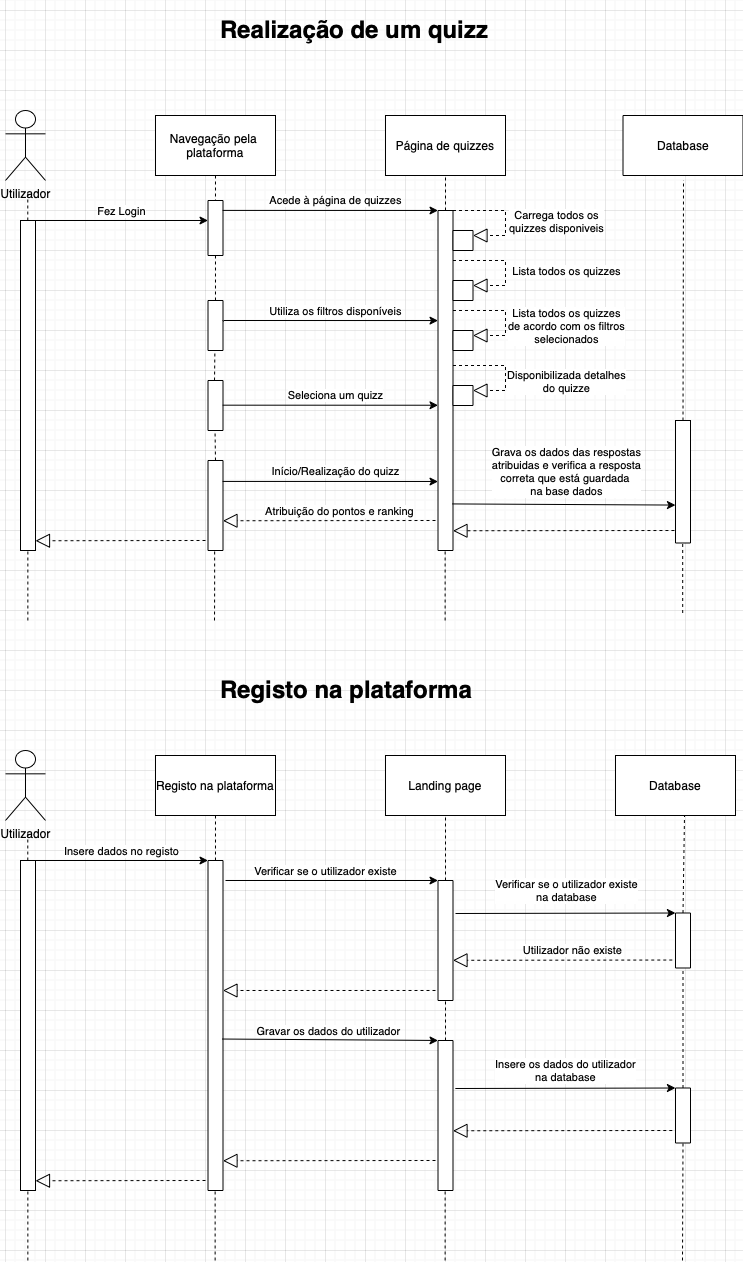 Realização de um quizz
Navegação pela
plataforma
Página de quizzes
Database
Utilizador
Fez Login
Acede à página de quizzes
Carrega todos os
quizzes disponiveis
Lista todos os quizzes
Utiliza os filtros disponíveis
Lista todos os quizzes
de acordo com os filtros
selecionados
Disponibilizada detalhes
do quizze
Seleciona um quizz
Grava os dados das respostas
atribuidas e verifica a resposta
correta que está guardada
na base dados
Início/Realização do quizz
Atribuição do pontos e ranking
Registo na plataforma
Registo na plataforma
Landing page
Database
Utilizador
Insere dados no registo
Verificar se o utilizador existe
Verificar se o utilizador existe
na database
Utilizador não existe
Gravar os dados do utilizador
Insere os dados do utilizador
na database